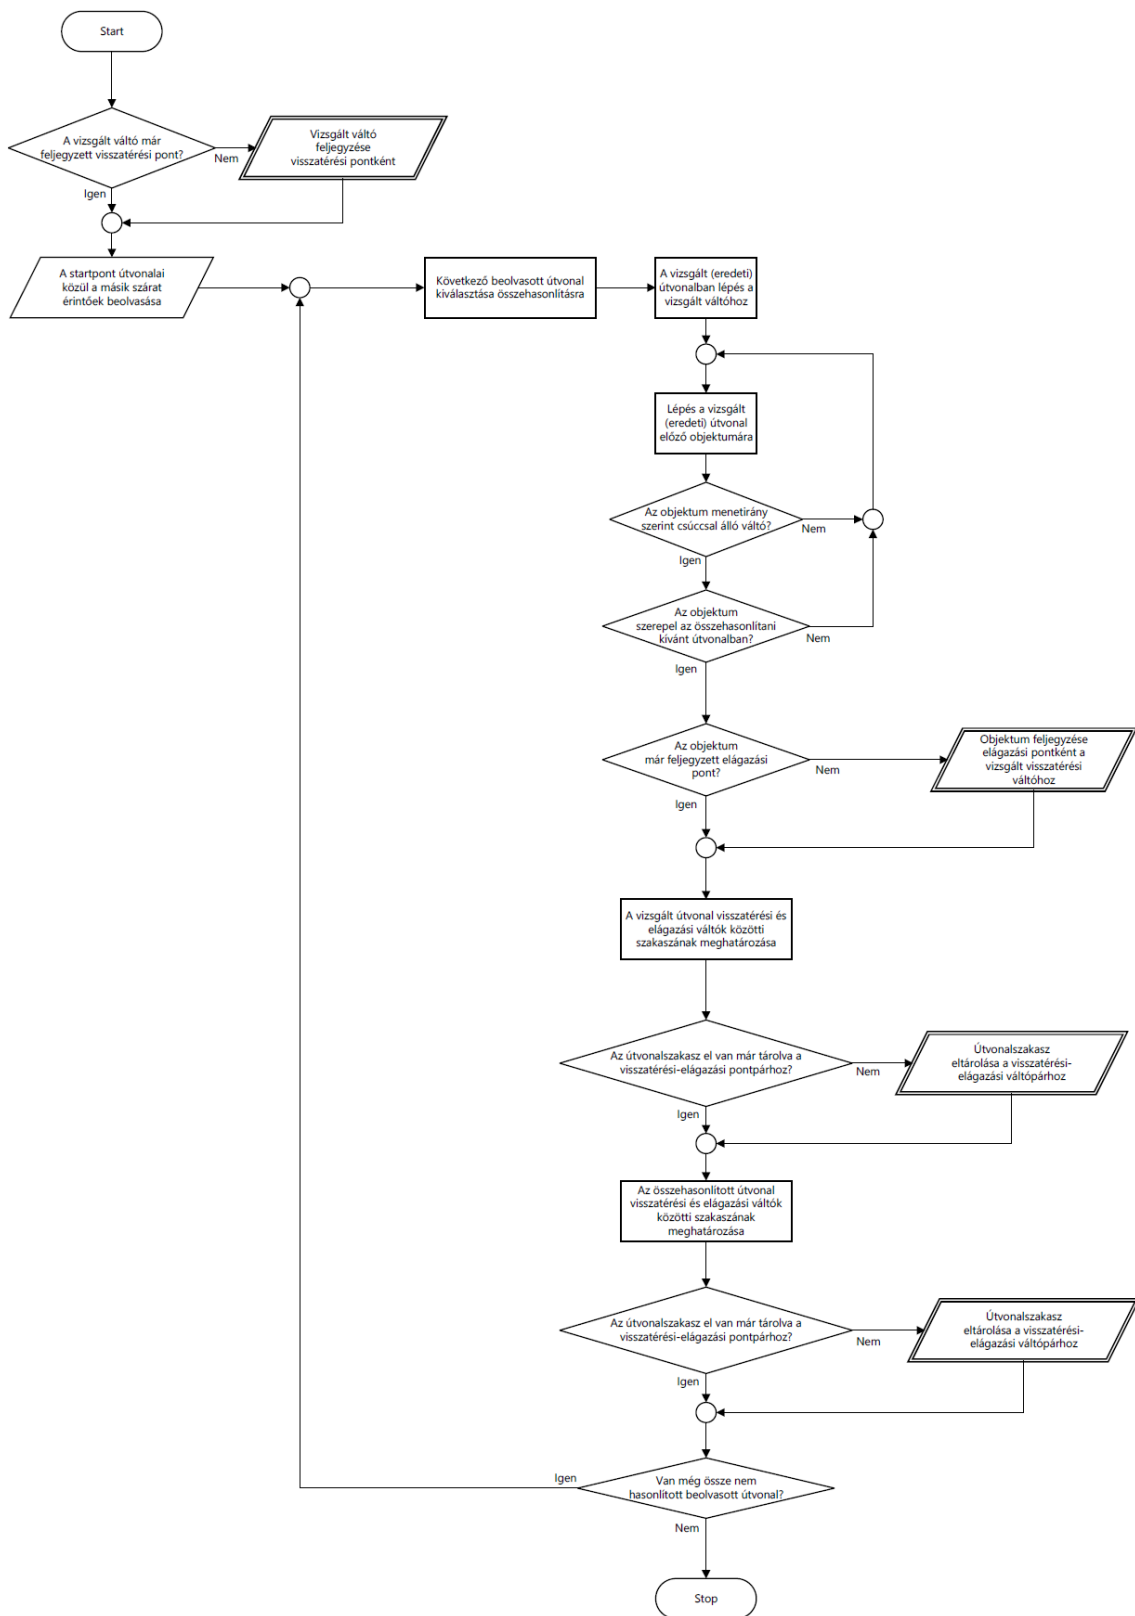 Start
A vizsgált váltó már
feljegyzett visszatérési pont?
Nem
Igen
Vizsgált váltó
feljegyzése
visszatérési pontként
A startpont útvonalai
közül a másik szárat
érintőek beolvasása
Következő beolvasott útvonal
kiválasztása összehasonlításra
A vizsgált (eredeti)
útvonalban lépés a
vizsgált váltóhoz
Lépés a vizsgált
(eredeti) útvonal
előző objektumára
Az objektum menetirány
szerint csúccsal álló váltó?
Nem
Igen
Az objektum
szerepel az összehasonlítani
kívánt útvonalban?
Nem
Igen
Az objektum
már feljegyzett elágazási
pont?
Nem
Igen
Objektum feljegyzése
elágazási pontként a
vizsgált visszatérési
váltóhoz
A vizsgált útvonal visszatérési és
elágazási váltók közötti
szakaszának meghatározása
Az útvonalszakasz el van már tárolva a
visszatérési-elágazási pontpárhoz?
Nem
Igen
Útvonalszakasz
eltárolása a visszatérési-
elágazási váltópárhoz
Az összehasonlított útvonal
visszatérési és elágazási váltók
közötti szakaszának
meghatározása
Az útvonalszakasz el van már tárolva a
visszatérési-elágazási pontpárhoz?
Nem
Igen
Útvonalszakasz
eltárolása a visszatérési-
elágazási váltópárhoz
Van még össze nem
hasonlított beolvasott útvonal?
Igen
Nem
Stop